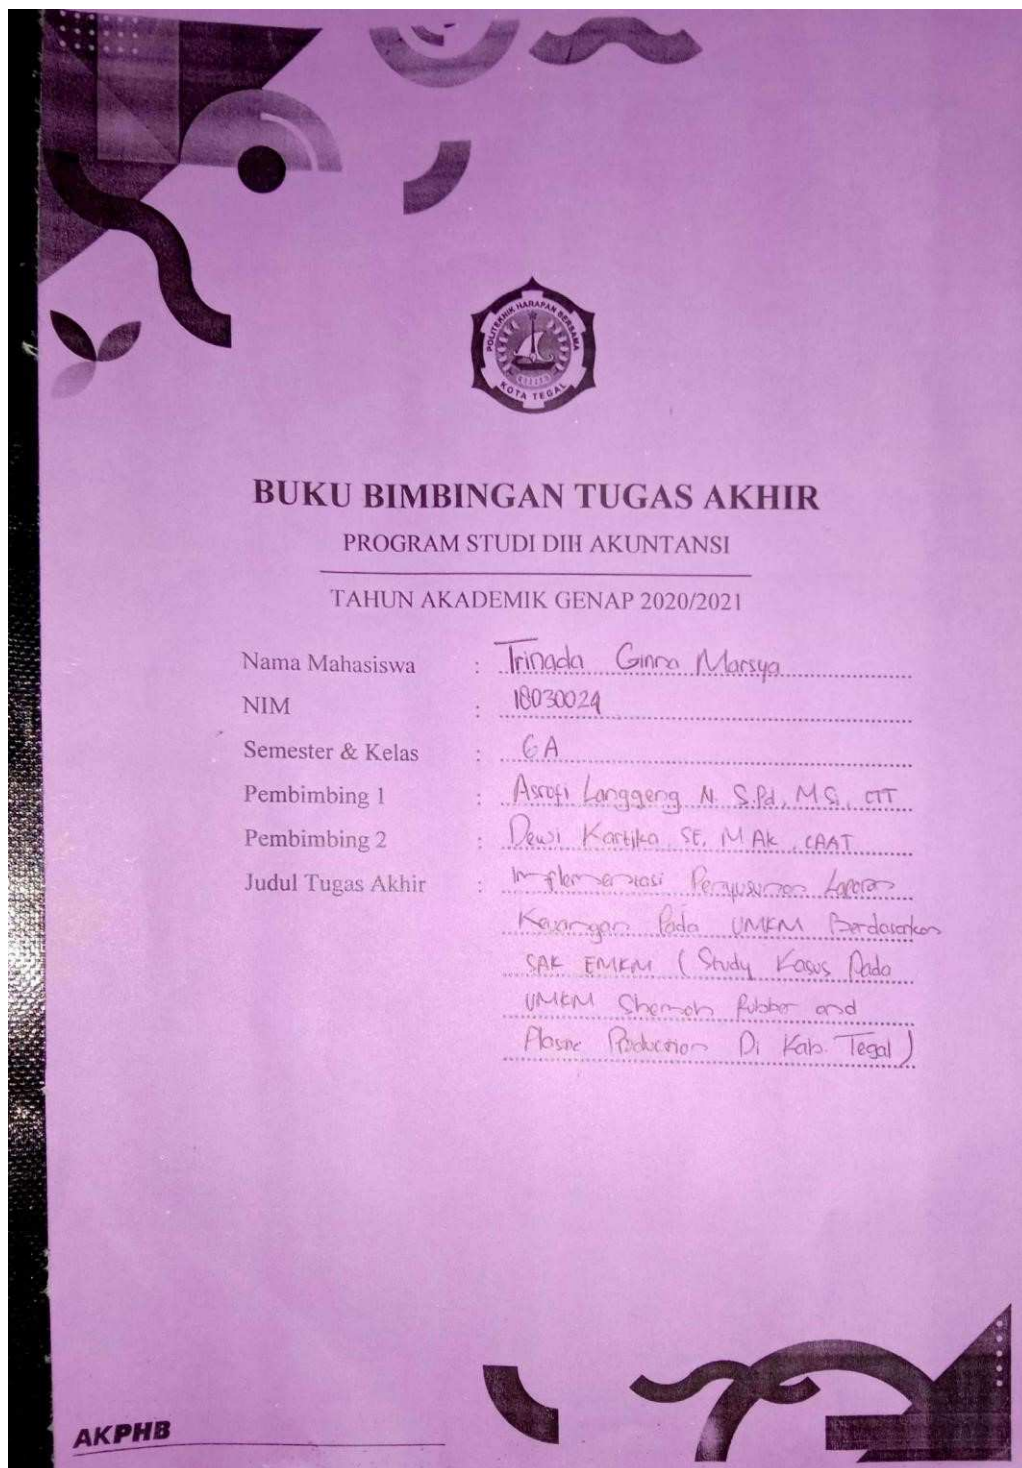 POLITEKNIK HARAPAN BERSAMA
KOTA TEGAL
BUKU BIMBINGAN TUGAS AKHIR
PROGRAM STUDI DIII AKUNTANSI
TAHUN AKADEMIK GENAP 2020/2021
Nama Mahasiswa : Trinada Ginna Marsya
NIM : 18030024
Semester & Kelas : 6A
Pembimbing 1 : Asrofi Langgeng N. S.Pd, M.Si, CTT
Pembimbing 2 : Dewi Kartika, SE, M.Ak, CAAT
Judul Tugas Akhir : Implementasi Penyusunan Laporan
Keuangan Pada UMKM Berdasarkan
SAK EMKM (Study Kasus Pada
UMKM Rubber and
Production Di Kab. Tegal)
AKPHB